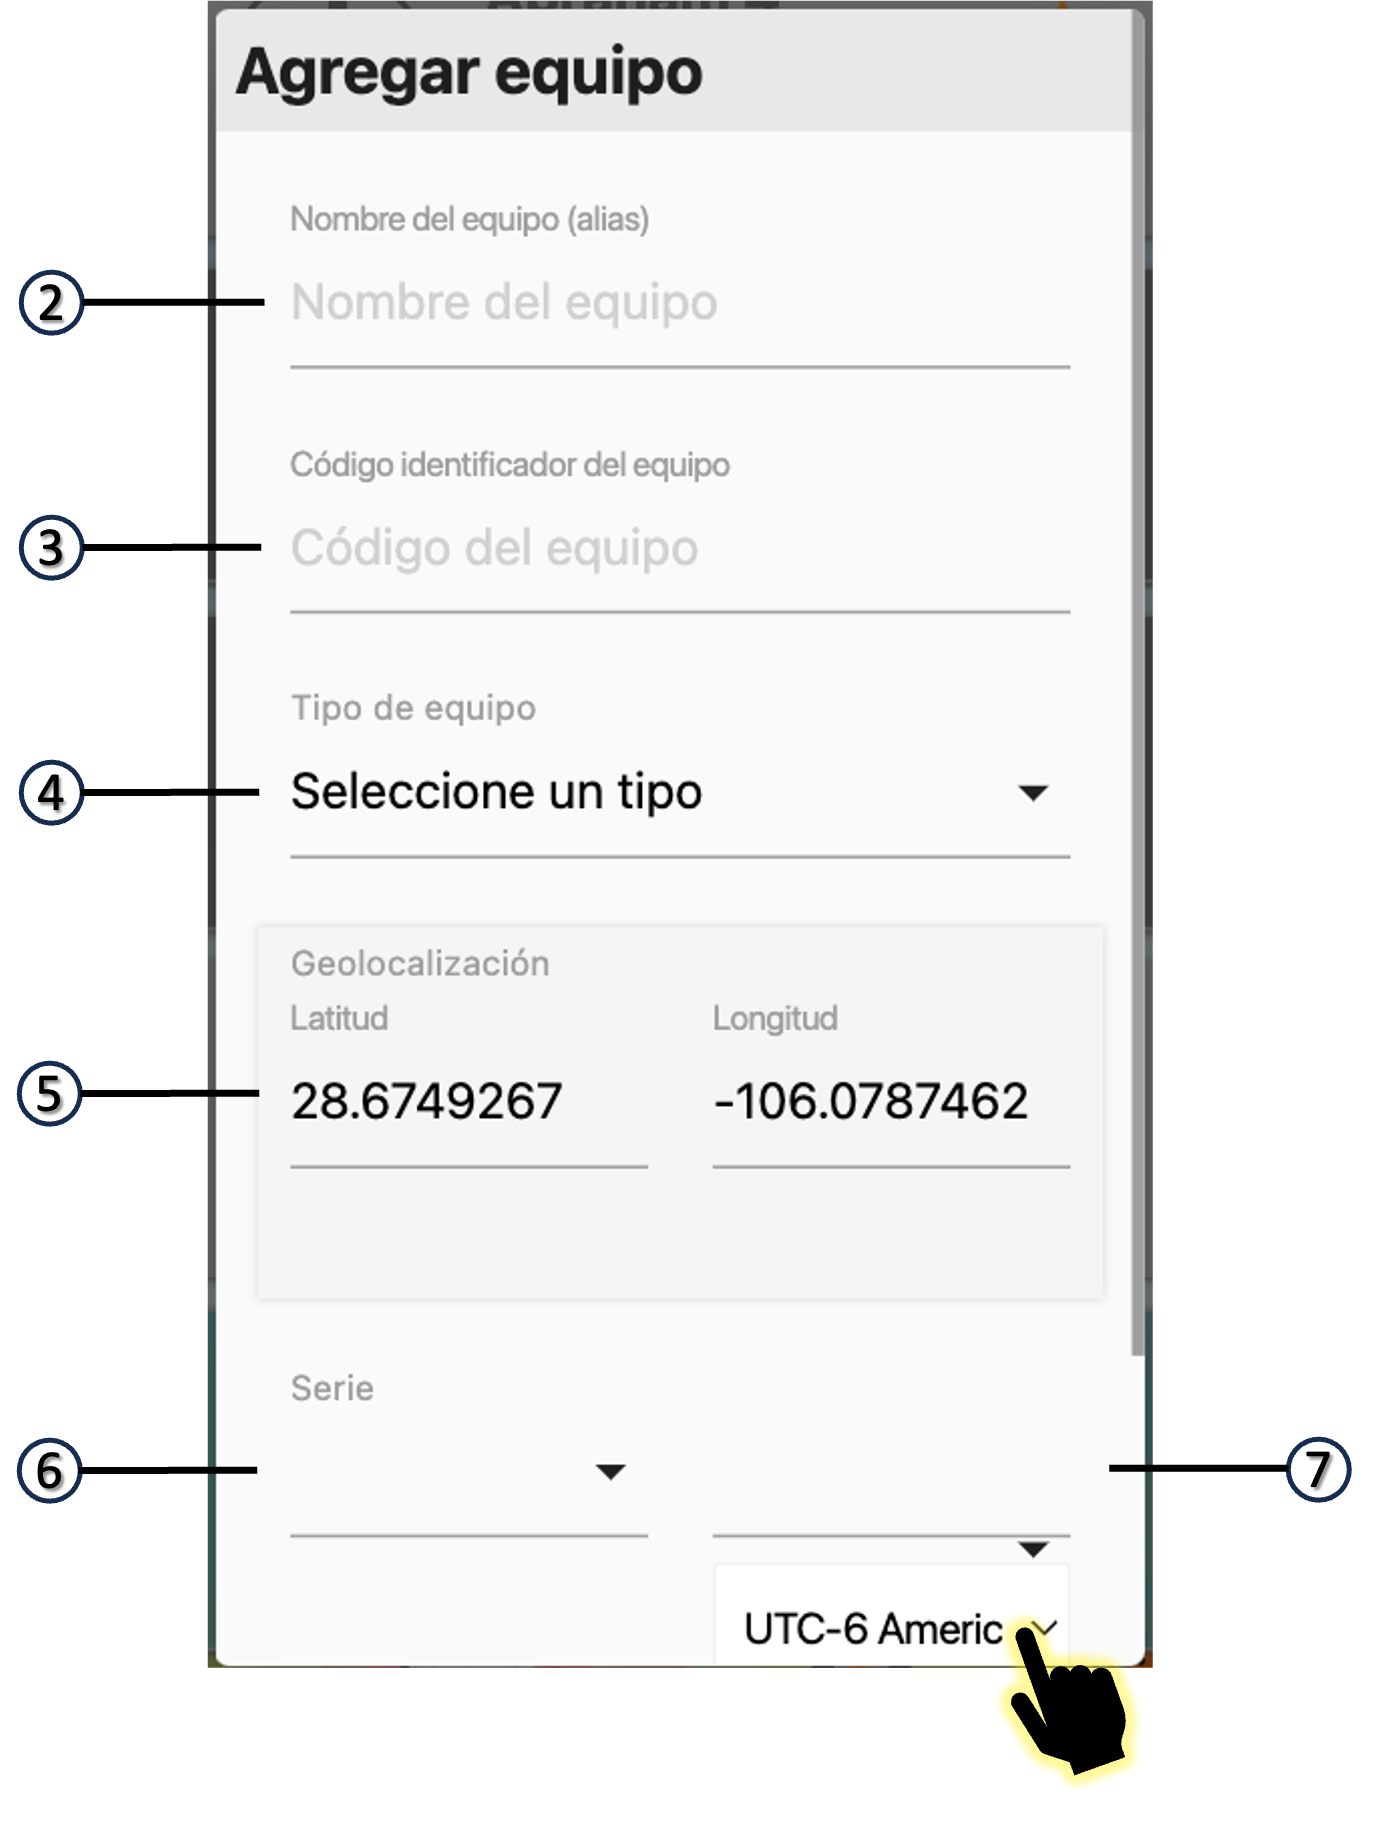 Agregar equipo
Nombre del equipo (alias)
2
Nombre del equipo
Código identificador del equipo
3
Código del equipo
Tipo de equipo
4
Seleccione un tipo
Geolocalización
Latitud Longitud
5
28.6749267 -106.0787462
Serie
6
7
UTC-6 Americ